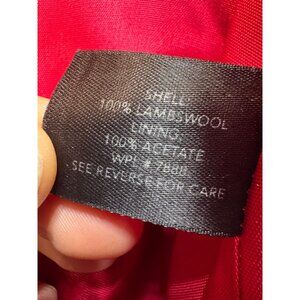 SHELL
100% LAMBSWOOL
LINING
100% ACETATE
WPL # 7888
SEE REVERSE FOR CARE